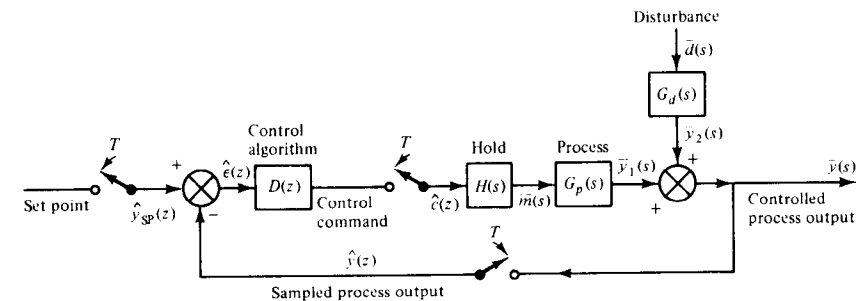 Disturbance
d̄(s)
G_d(s)
ȳ_2(s)
Control
algorithm
Hold
Process
T
T
+
ε̂(z)
D(z)
H(s)
G_p(s)
ȳ_1(s)
+
ȳ(s)
Set point
ŷ_SP(z)
−
Control
command
ĉ(z)
m̄(s)
+
Controlled
process output
T
ŷ(z)
Sampled process output